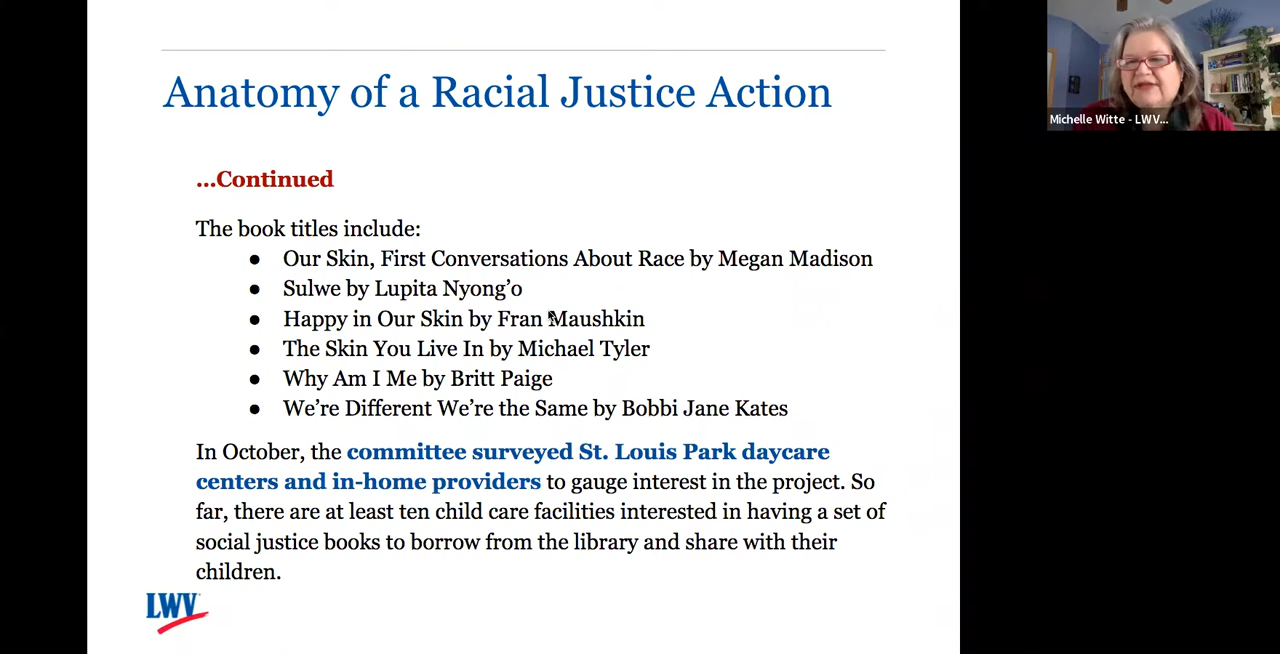 Anatomy of a Racial Justice Action
Michelle Witte - LWV...
...Continued
The book titles include:
● Our Skin, First Conversations About Race by Megan Madison
● Sulwe by Lupita Nyong’o
● Happy in Our Skin by Fran Maushkin
● The Skin You Live In by Michael Tyler
● Why Am I Me by Britt Paige
● We’re Different We’re the Same by Bobbi Jane Kates
In October, the committee surveyed St. Louis Park daycare
centers and in-home providers to gauge interest in the project. So
far, there are at least ten child care facilities interested in having a set of
social justice books to borrow from the library and share with their
children.
LWV